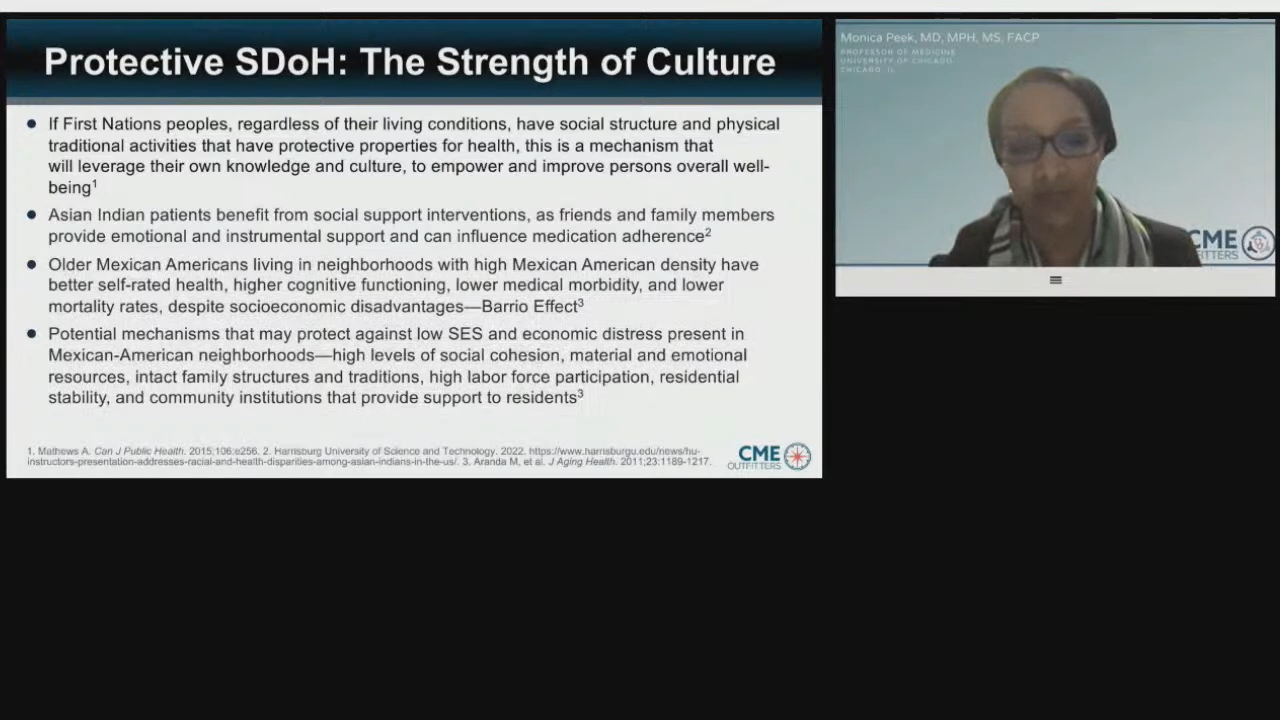 Protective SDoH: The Strength of Culture
If First Nations peoples, regardless of their living conditions, have social structure and physical
traditional activities that have protective properties for health, this is a mechanism that
will leverage their own knowledge and culture, to empower and improve persons overall well-
being1
Asian Indian patients benefit from social support interventions, as friends and family members
provide emotional and instrumental support and can influence medication adherence2
Older Mexican Americans living in neighborhoods with high Mexican American density have
better self-rated health, higher cognitive functioning, lower medical morbidity, and lower
mortality rates, despite socioeconomic disadvantages—Barrio Effect3
Potential mechanisms that may protect against low SES and economic distress present in
Mexican-American neighborhoods—high levels of social cohesion, material and emotional
resources, intact family structures and traditions, high labor force participation, residential
stability, and community institutions that provide support to residents3
1. Mathews A. Can J Public Health. 2015;106:e256. 2. Harrisburg University of Science and Technology. 2022. https://www.harrisburgu.edu/news/hu-
instructors-presentation-addresses-racial-and-health-disparities-among-asian-indians-in-the-us/. 3. Aranda M, et al. J Aging Health. 2011;23:1189-1217.
CME
OUTFITTERS
Monica Peek, MD, MPH, MS, FACP
PROFESSOR OF MEDICINE
UNIVERSITY OF CHICAGO
CHICAGO, IL
CME
FITTERS